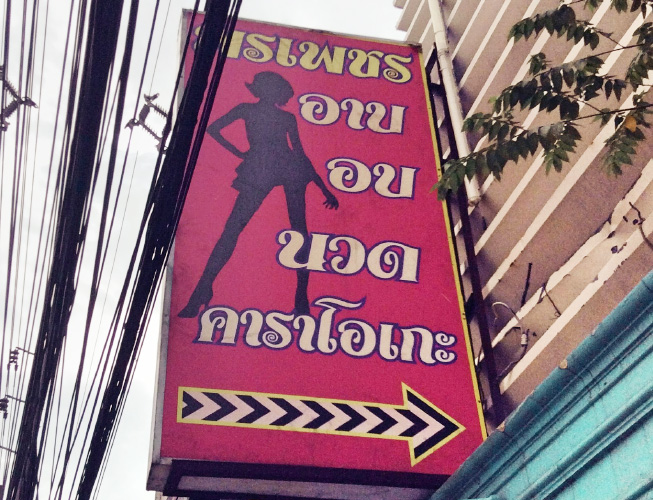 อาบ
อบ
นวด
คาราโอเกะ